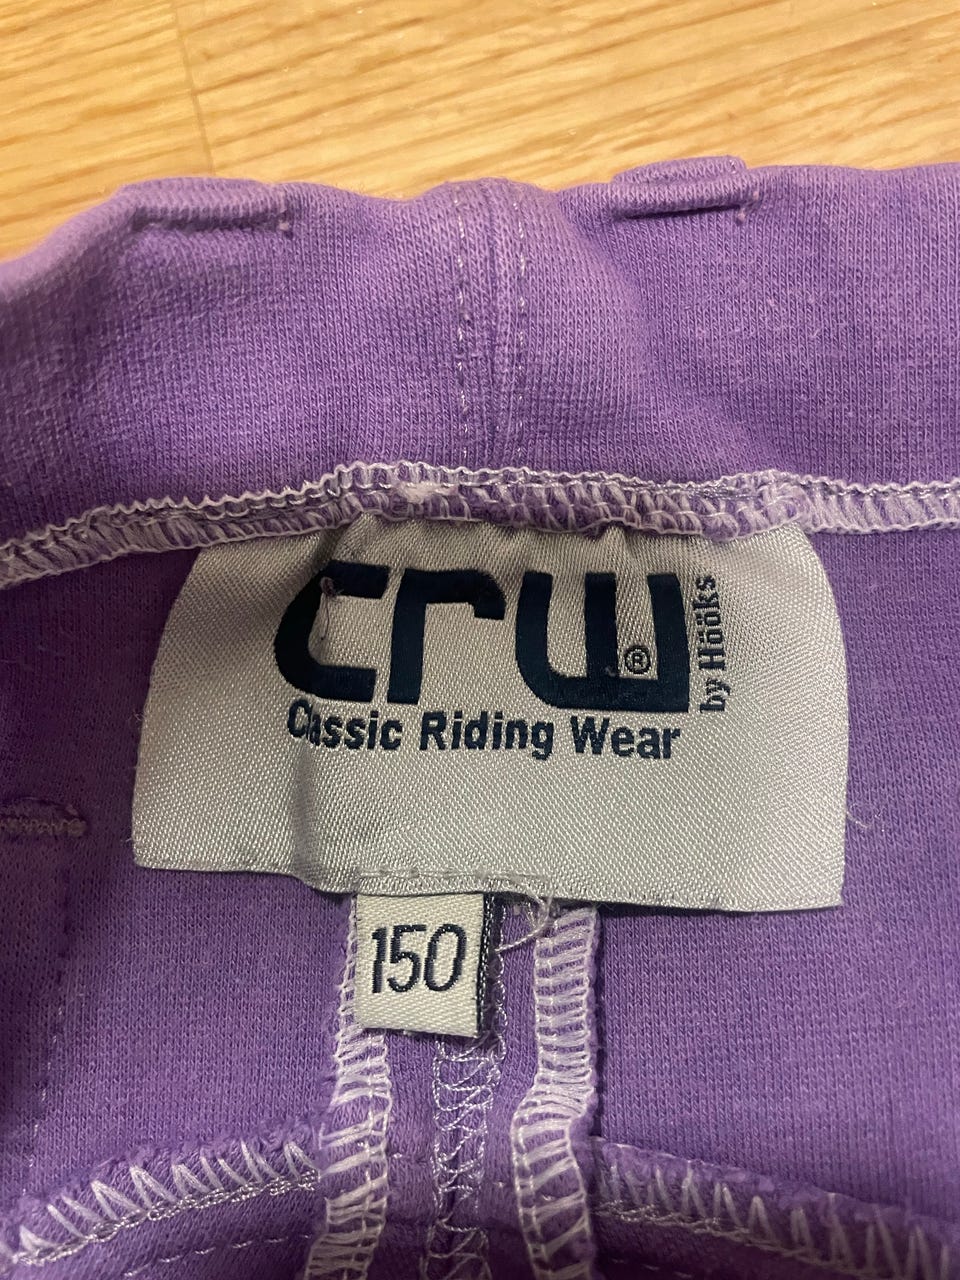 crw®
by Hööks
Classic Riding Wear
150